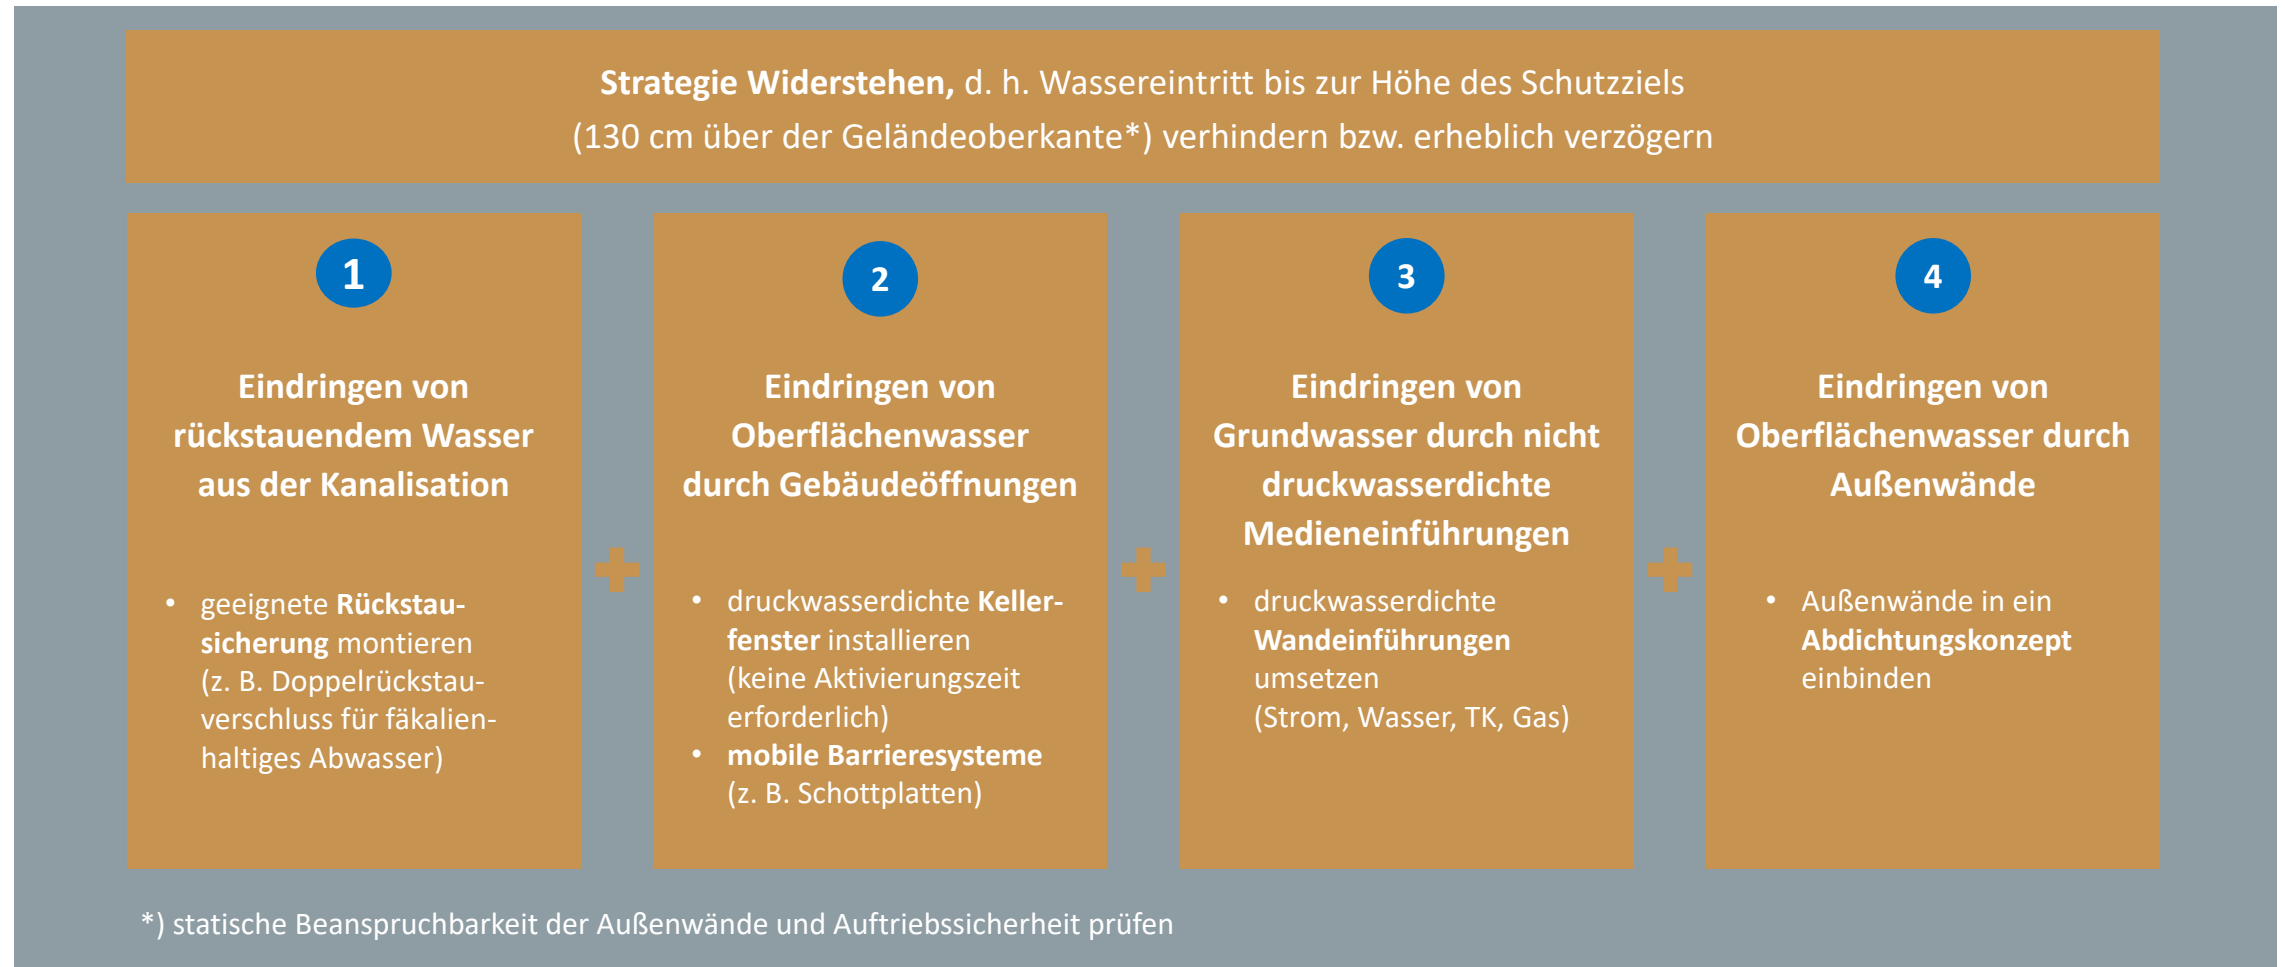 Strategie Widerstehen, d. h. Wassereintritt bis zur Höhe des Schutzziels
(130 cm über der Geländeoberkante*) verhindern bzw. erheblich verzögern
1
Eindringen von
rückstauendem Wasser
aus der Kanalisation
• geeignete Rückstau-
sicherung montieren
(z. B. Doppelrückstau-
verschluss für fäkalien-
haltiges Abwasser)
2
Eindringen von
Oberflächenwasser
durch Gebäudeöffnungen
• druckwasserdichte Keller-
fenster installieren
(keine Aktivierungszeit
erforderlich)
• mobile Barrieresysteme
(z. B. Schottplatten)
3
Eindringen von
Grundwasser durch nicht
druckwasserdichte
Medieneinführungen
• druckwasserdichte
Wandeinführungen
umsetzen
(Strom, Wasser, TK, Gas)
4
Eindringen von
Oberflächenwasser durch
Außenwände
• Außenwände in ein
Abdichtungskonzept
einbinden
*) statische Beanspruchbarkeit der Außenwände und Auftriebssicherheit prüfen